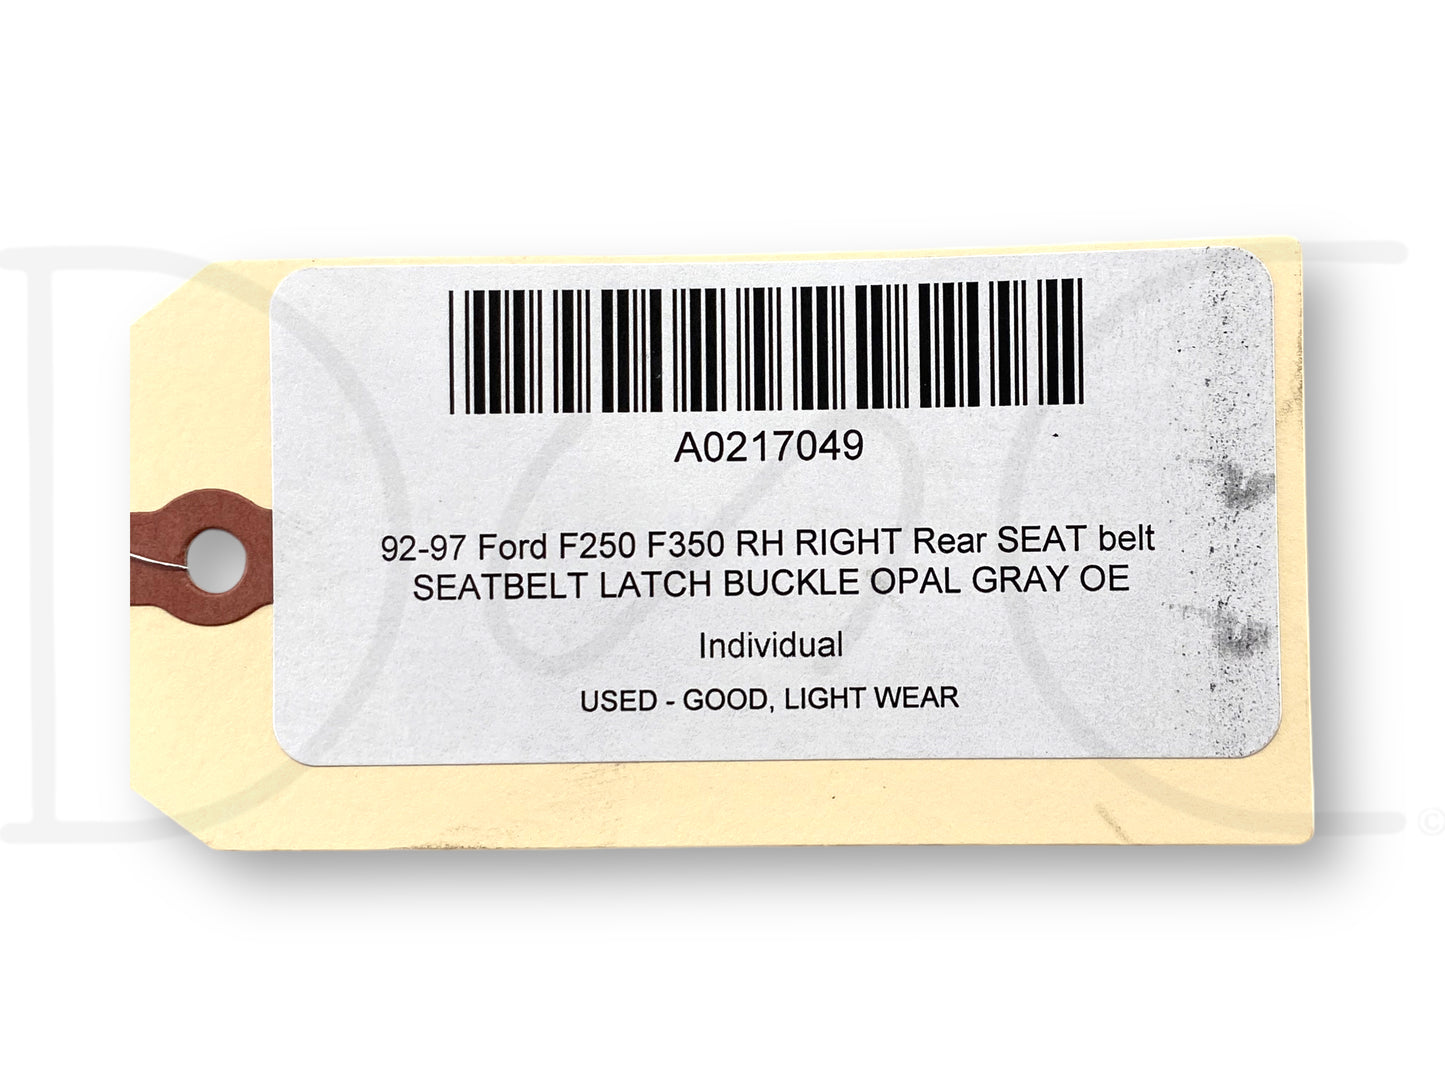 A0217049
92-97 Ford F250 F350 RH RIGHT Rear SEAT belt
SEATBELT LATCH BUCKLE OPAL GRAY OE
Individual
USED - GOOD, LIGHT WEAR
©